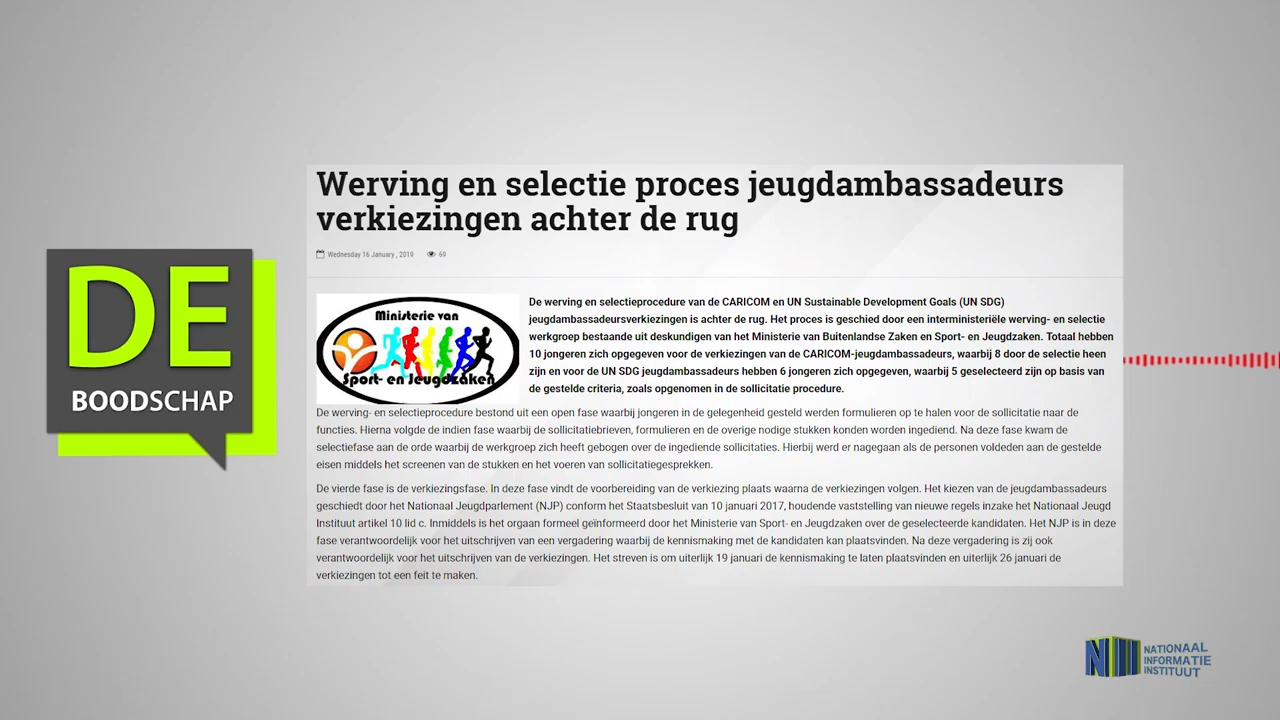 Werving en selectie proces jeugdambassadeurs
verkiezingen achter de rug
Wednesday 16 January , 2019 69
DE
BOODSCHAP
Ministerie van
Sport- en Jeugdzaken
De werving en selectieprocedure van de CARICOM en UN Sustainable Development Goals (UN SDG)
jeugdambassadeursverkiezingen is achter de rug. Het proces is geschied door een interministeriële werving- en selectie
werkgroep bestaande uit deskundigen van het Ministerie van Buitenlandse Zaken en Sport- en Jeugdzaken. Totaal hebben
10 jongeren zich opgegeven voor de verkiezingen van de CARICOM-jeugdambassadeurs, waarbij 8 door de selectie heen
zijn en voor de UN SDG jeugdambassadeurs hebben 6 jongeren zich opgegeven, waarbij 5 geselecteerd zijn op basis van
de gestelde criteria, zoals opgenomen in de sollicitatie procedure.
De werving- en selectieprocedure bestond uit een open fase waarbij jongeren in de gelegenheid gesteld werden formulieren op te halen voor de sollicitatie naar de
functies. Hierna volgde de indien fase waarbij de sollicitatiebrieven, formulieren en de overige nodige stukken konden worden ingediend. Na deze fase kwam de
selectiefase aan de orde waarbij de werkgroep zich heeft gebogen over de ingediende sollicitaties. Hierbij werd er nagegaan als de personen voldeden aan de gestelde
eisen middels het screenen van de stukken en het voeren van sollicitatiegesprekken.
De vierde fase is de verkiezingsfase. In deze fase vindt de voorbereiding van de verkiezing plaats waarna de verkiezingen volgen. Het kiezen van de jeugdambassadeurs
geschiedt door het Nationaal Jeugdparlement (NJP) conform het Staatsbesluit van 10 januari 2017, houdende vaststelling van nieuwe regels inzake het Nationaal Jeugd
Instituut artikel 10 lid c. Inmiddels is het orgaan formeel geïnformeerd door het Ministerie van Sport- en Jeugdzaken over de geselecteerde kandidaten. Het NJP is in deze
fase verantwoordelijk voor het uitschrijven van een vergadering waarbij de kennismaking met de kandidaten kan plaatsvinden. Na deze vergadering is zij ook
verantwoordelijk voor het uitschrijven van de verkiezingen. Het streven is om uiterlijk 19 januari de kennismaking te laten plaatsvinden en uiterlijk 26 januari de
verkiezingen tot een feit te maken.
NATIONAAL
INFORMATIE
INSTITUUT